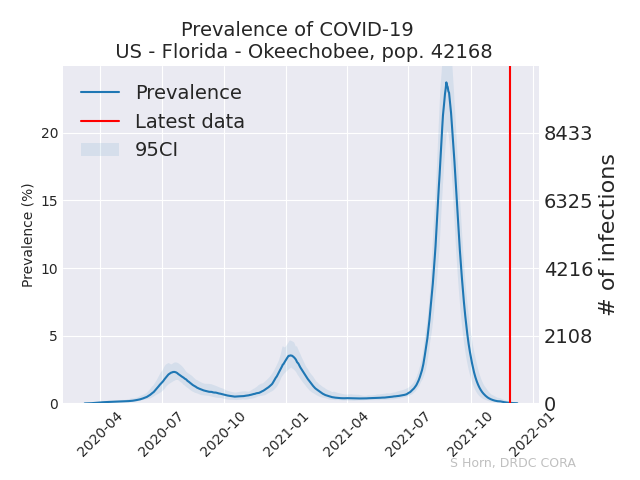 Prevalence of COVID-19
US - Florida - Okeechobee, pop. 42168
Prevalence
Latest data
95CI
Prevalence (%)
20
15
10
5
0
8433
6325
4216
2108
0
# of infections
2020-04
2020-07
2020-10
2021-01
2021-04
2021-07
2021-10
2022-01
S Horn, DRDC CORA